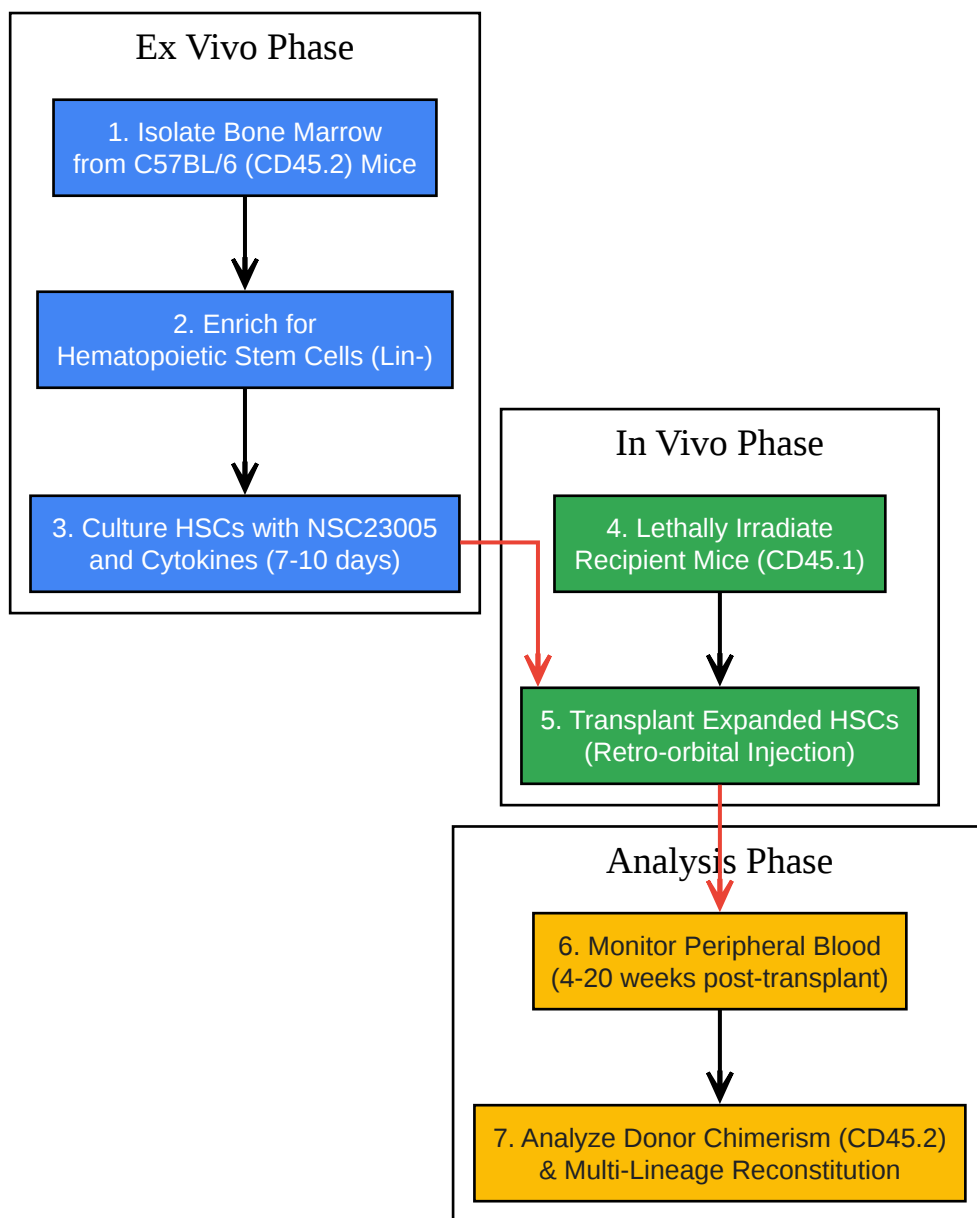 Ex Vivo Phase
1. Isolate Bone Marrow
from C57BL/6 (CD45.2) Mice
2. Enrich for
Hematopoietic Stem Cells (Lin-)
3. Culture HSCs with NSC23005
and Cytokines (7-10 days)
In Vivo Phase
4. Lethally Irradiate
Recipient Mice (CD45.1)
5. Transplant Expanded HSCs
(Retro-orbital Injection)
Analysis Phase
6. Monitor Peripheral Blood
(4-20 weeks post-transplant)
7. Analyze Donor Chimerism (CD45.2)
& Multi-Lineage Reconstitution